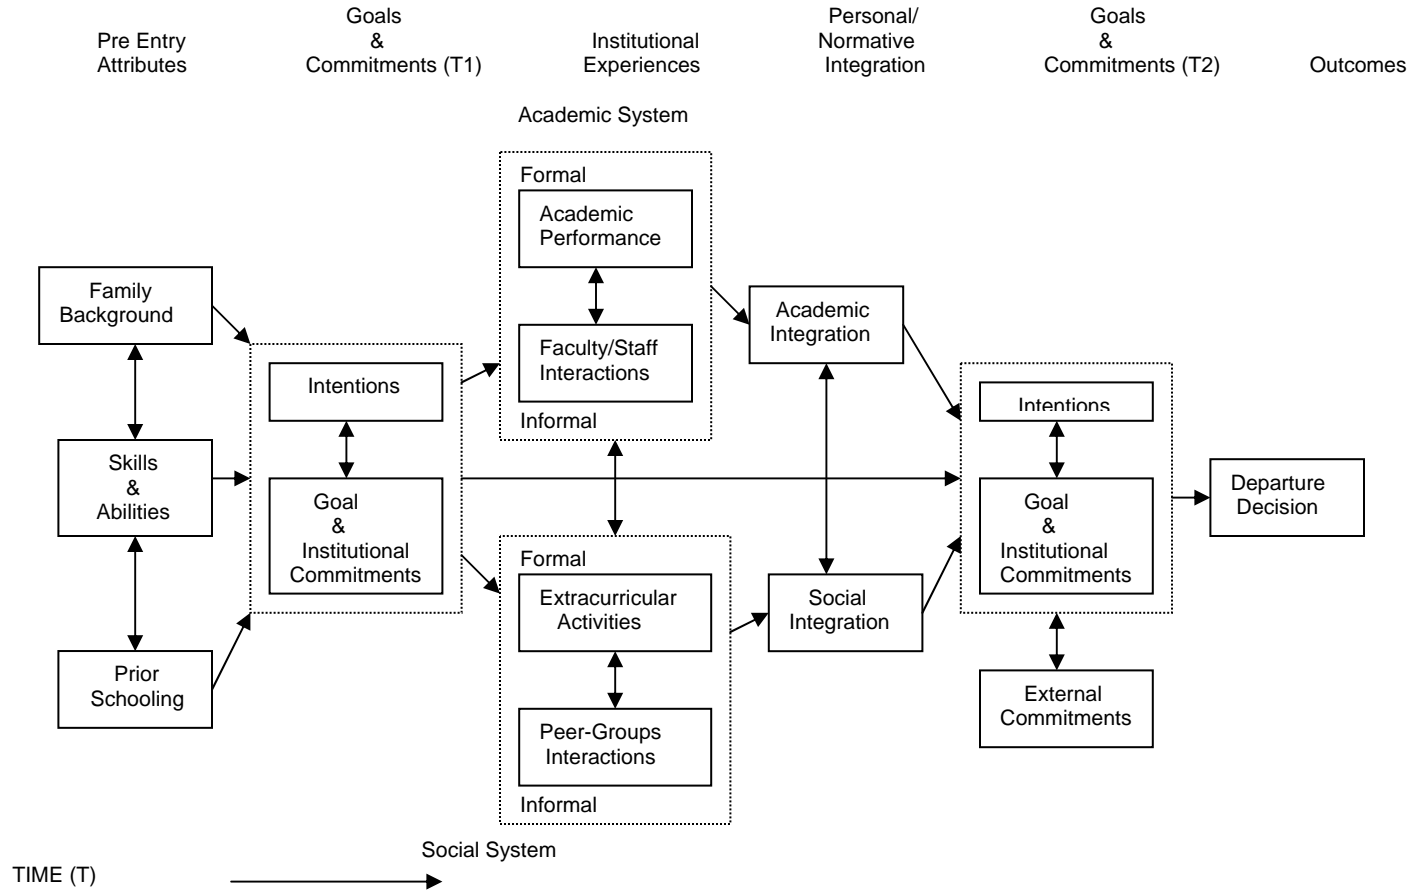 Pre Entry
Attributes
Goals
&
Commitments (T1)
Institutional
Experiences
Personal/
Normative
Integration
Goals
&
Commitments (T2)
Outcomes
Academic System
Formal
Academic
Performance
Faculty/Staff
Interactions
Informal
Family
Background
Skills
&
Abilities
Prior
Schooling
Intentions
Goal
&
Institutional
Commitments
Formal
Extracurricular
Activities
Peer-Groups
Interactions
Informal
Social System
Academic
Integration
Social
Integration
Intentions
Goal
&
Institutional
Commitments
External
Commitments
Departure
Decision
TIME (T)